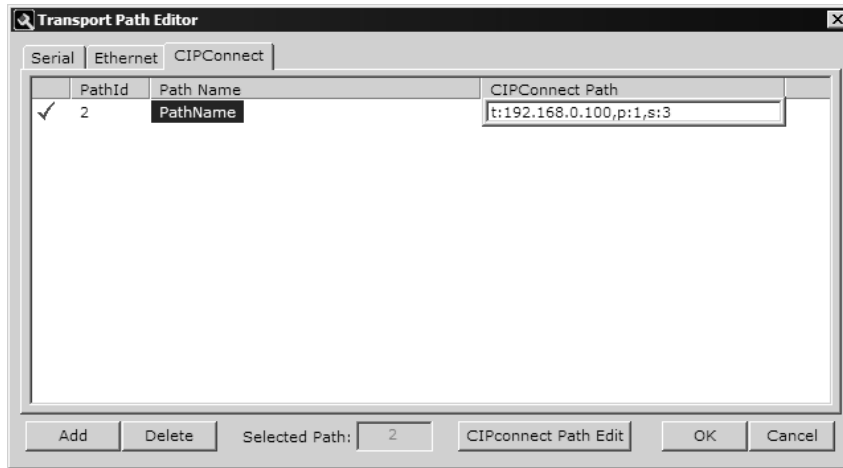 Transport Path Editor
Serial Ethernet CIPConnect
PathId Path Name CIPConnect Path
2 PathName t:192.168.0.100,p:1,s:3
Add Delete Selected Path: 2 CIPconnect Path Edit OK Cancel